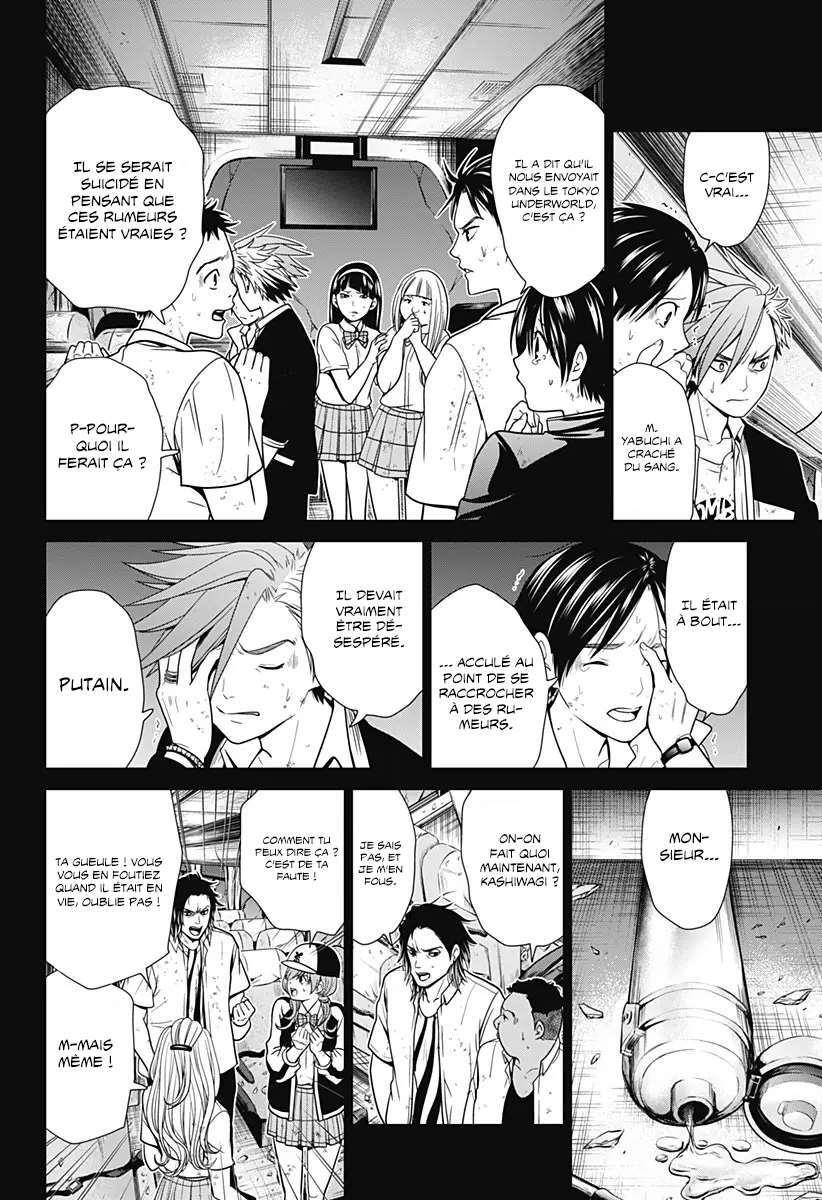 C-C'EST
VRAI...
M.
YABUCHI A
CRACHÉ
DU SANG.
IL A DIT QU'IL
NOUS ENVOYAIT
DANS LE TOKYO
UNDERWORLD,
C'EST ÇA ?
IL SE SERAIT
SUICIDÉ EN
PENSANT QUE
CES RUMEURS
ÉTAIENT VRAIES ?
P-POUR-
QUOI IL
FERAIT ÇA ?
IL ÉTAIT
À BOUT...
... ACCULÉ AU
POINT DE SE
RACCROCHER
À DES RU-
MEURS.
IL DEVAIT
VRAIMENT
ÊTRE DÉ-
SESPÉRÉ.
PUTAIN.
MON-
SIEUR...
ON-ON
FAIT QUOI
MAINTENANT,
KASHIWAGI ?
JE SAIS
PAS, ET
JE M'EN
FOUS.
COMMENT TU
PEUX DIRE ÇA ?
C'EST DE TA
FAUTE !
TA GUEULE ! VOUS
VOUS EN FOUTIEZ
QUAND IL ÉTAIT EN
VIE, OUBLIE PAS !
M-MAIS
MÊME !